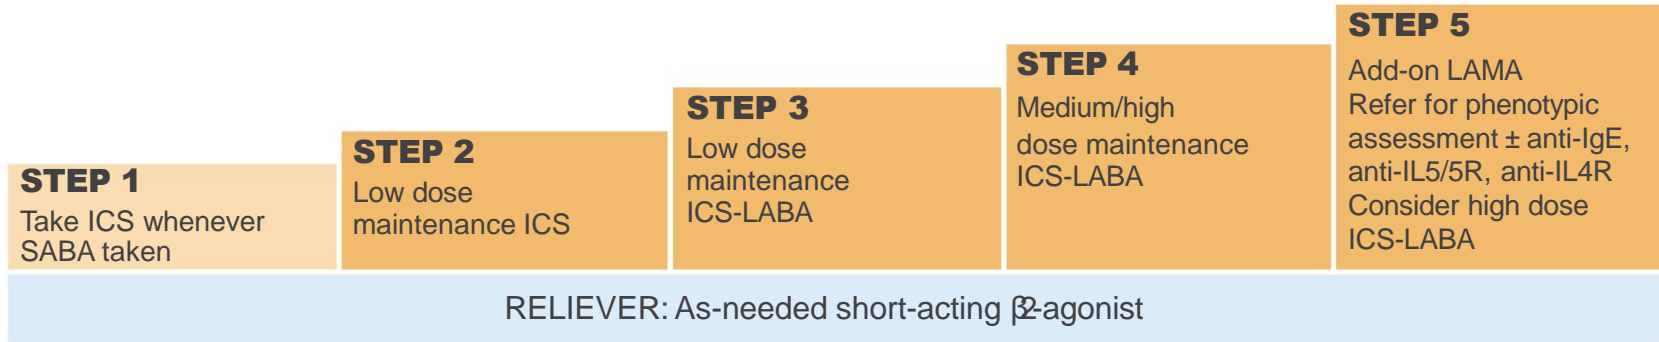 STEP 1
Take ICS whenever
SABA taken
STEP 2
Low dose
maintenance ICS
STEP 3
Low dose
maintenance
ICS-LABA
STEP 4
Medium/high
dose maintenance
ICS-LABA
STEP 5
Add-on LAMA
Refer for phenotypic
assessment ± anti-IgE,
anti-IL5/5R, anti-IL4R
Consider high dose
ICS-LABA
RELIEVER: As-needed short-acting β2-agonist